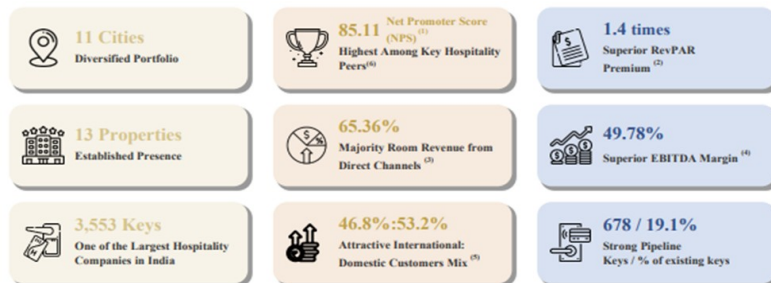 11 Cities
Diversified Portfolio
85.11 Net Promoter Score
(NPS) (1)
Highest Among Key Hospitality
Peers(6)
1.4 times
Superior RevPAR
Premium (2)
13 Properties
Established Presence
65.36%
Majority Room Revenue from
Direct Channels (3)
49.78%
Superior EBITDA Margin (4)
3,553 Keys
One of the Largest Hospitality
Companies in India
46.8%:53.2%
Attractive International:
Domestic Customers Mix (5)
678 / 19.1%
Strong Pipeline
Keys / % of existing keys